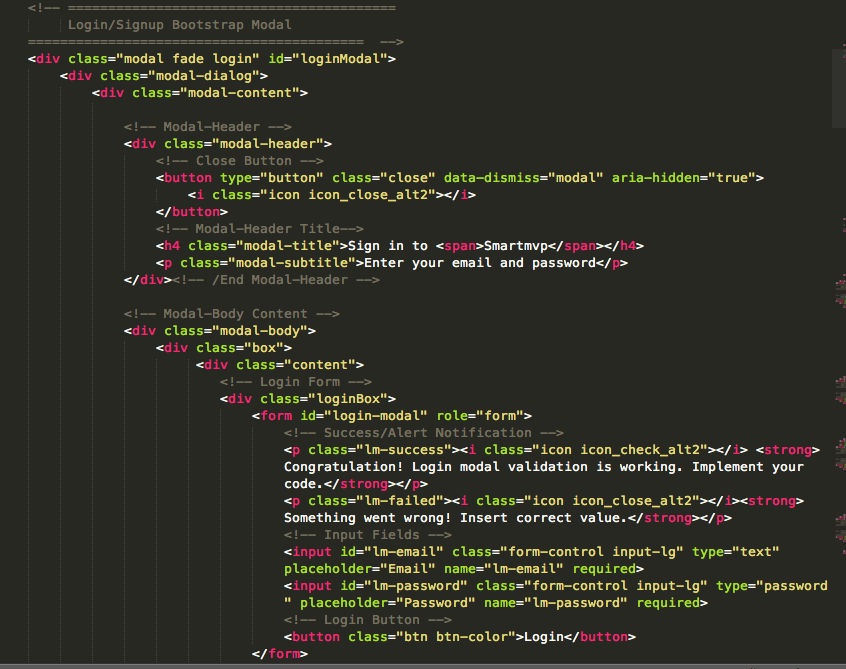 <!-- =========================================
Login/Signup Bootstrap Modal
========================================== -->
<div class="modal fade login" id="loginModal">
<div class="modal-dialog">
<div class="modal-content">
<!-- Modal-Header -->
<div class="modal-header">
<!-- Close Button -->
<button type="button" class="close" data-dismiss="modal" aria-hidden="true">
<i class="icon icon_close_alt2"></i>
</button>
<!-- Modal-Header Title-->
<h4 class="modal-title">Sign in to <span>Smartmvp</span></h4>
<p class="modal-subtitle">Enter your email and password</p>
</div><!-- /End Modal-Header -->
<!-- Modal-Body Content -->
<div class="modal-body">
<div class="box">
<div class="content">
<!-- Login Form -->
<div class="loginBox">
<form id="login-modal" role="form">
<!-- Success/Alert Notification -->
<p class="lm-success"><i class="icon icon_check_alt2"></i> <strong>
Congratulation! Login modal validation is working. Implement your
code.</strong></p>
<p class="lm-failed"><i class="icon icon_close_alt2"></i><strong>
Something went wrong! Insert correct value.</strong></p>
<!-- Input Fields -->
<input id="lm-email" class="form-control input-lg" type="text"
placeholder="Email" name="lm-email" required>
<input id="lm-password" class="form-control input-lg" type="password
" placeholder="Password" name="lm-password" required>
<!-- Login Button -->
<button class="btn btn-color">Login</button>
</form>